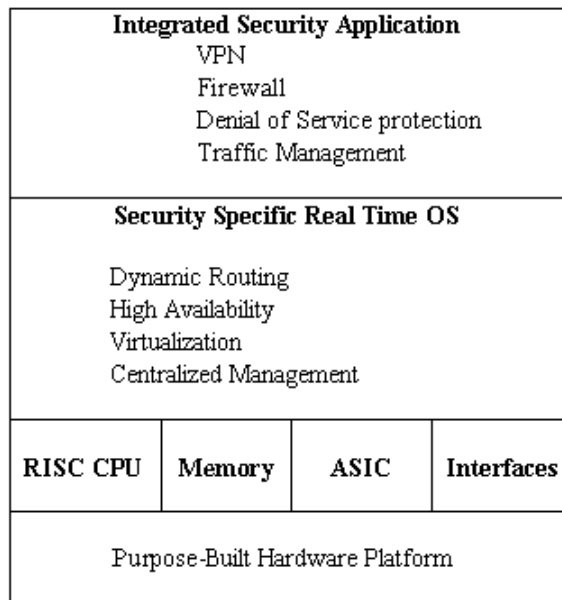 Integrated Security Application
VPN
Firewall
Denial of Service protection
Traffic Management
Security Specific Real Time OS
Dynamic Routing
High Availability
Virtualization
Centralized Management
RISC CPU Memory ASIC Interfaces
Purpose-Built Hardware Platform